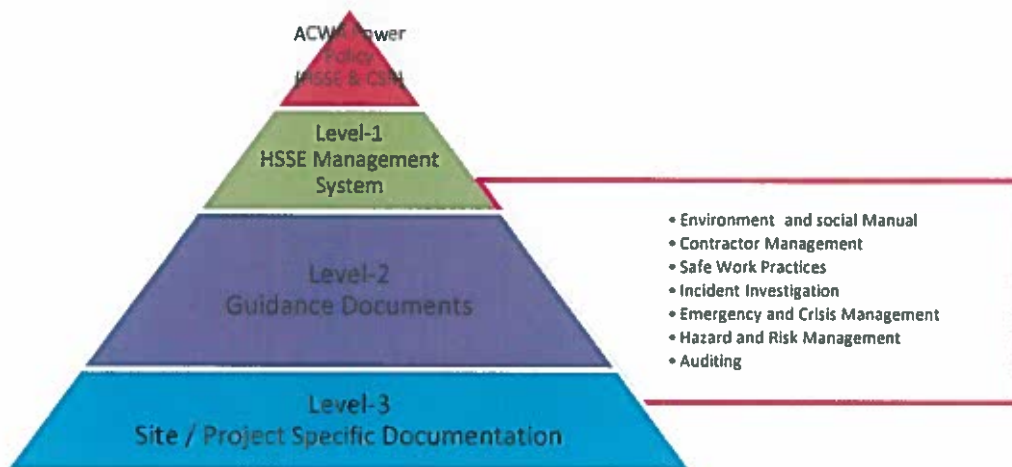 ACWA Power
Policy
(HSSE & CSR)
Level-1
HSSE Management
System
Level-2
Guidance Documents
Level-3
Site / Project Specific Documentation
• Environment and social Manual
• Contractor Management
• Safe Work Practices
• Incident Investigation
• Emergency and Crisis Management
• Hazard and Risk Management
• Auditing